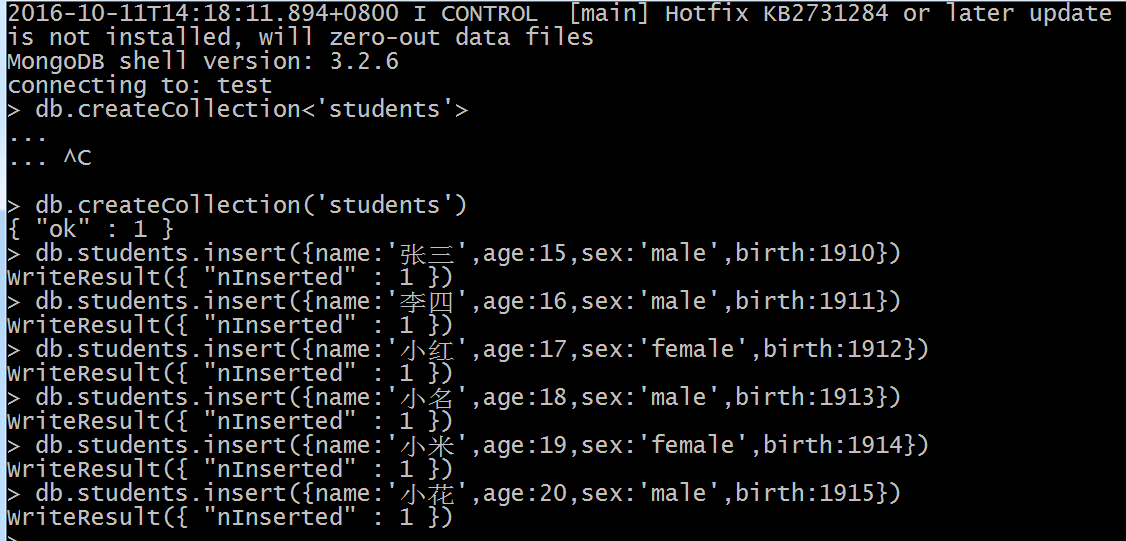 2016-10-11T14:18:11.894+0800 I CONTROL  [main] Hotfix KB2731284 or later update
is not installed, will zero-out data files
MongoDB shell version: 3.2.6
connecting to: test
> db.createCollection<'students'>
...
... ^C
> db.createCollection('students')
{ "ok" : 1 }
> db.students.insert({name:'张三',age:15,sex:'male',birth:1910})
WriteResult({ "nInserted" : 1 })
> db.students.insert({name:'李四',age:16,sex:'male',birth:1911})
WriteResult({ "nInserted" : 1 })
> db.students.insert({name:'小红',age:17,sex:'female',birth:1912})
WriteResult({ "nInserted" : 1 })
> db.students.insert({name:'小名',age:18,sex:'male',birth:1913})
WriteResult({ "nInserted" : 1 })
> db.students.insert({name:'小米',age:19,sex:'female',birth:1914})
WriteResult({ "nInserted" : 1 })
> db.students.insert({name:'小花',age:20,sex:'male',birth:1915})
WriteResult({ "nInserted" : 1 })
>